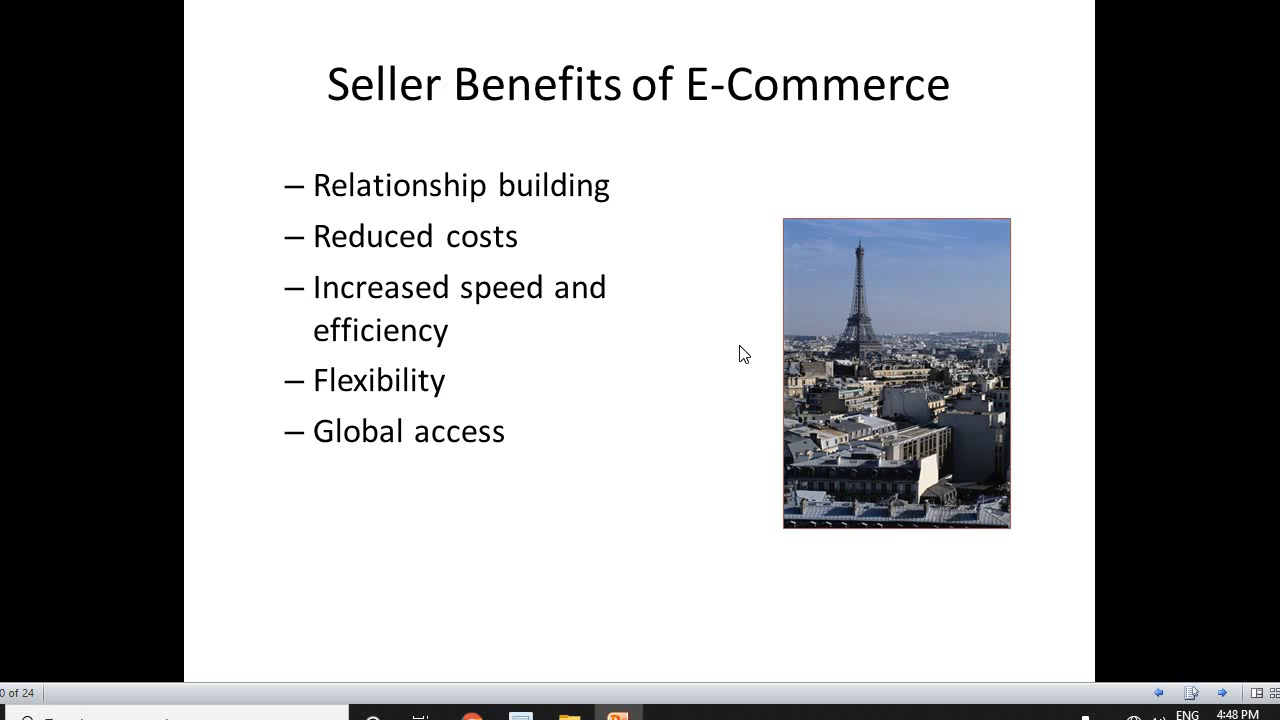 Seller Benefits of E-Commerce
– Relationship building
– Reduced costs
– Increased speed and
efficiency
– Flexibility
– Global access
0 of 24
ENG
4:48 PM